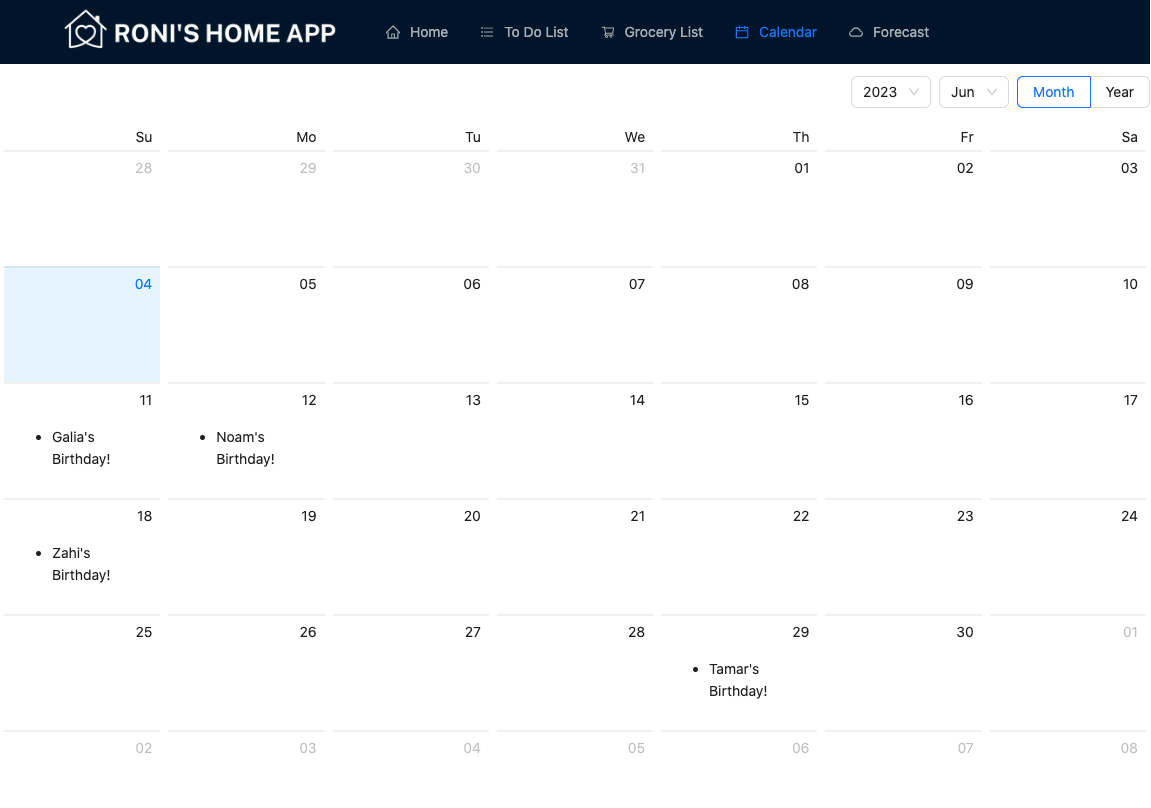 RONI'S HOME APP Home To Do List Grocery List Calendar Forecast
2023 Jun Month Year
Su Mo Tu We Th Fr Sa
28 29 30 31 01 02 03
04 05 06 07 08 09 10
11 12 13 14 15 16 17
• Galia's • Noam's
Birthday! Birthday!
18 19 20 21 22 23 24
• Zahi's
Birthday!
25 26 27 28 29 30 01
• Tamar's
Birthday!
02 03 04 05 06 07 08